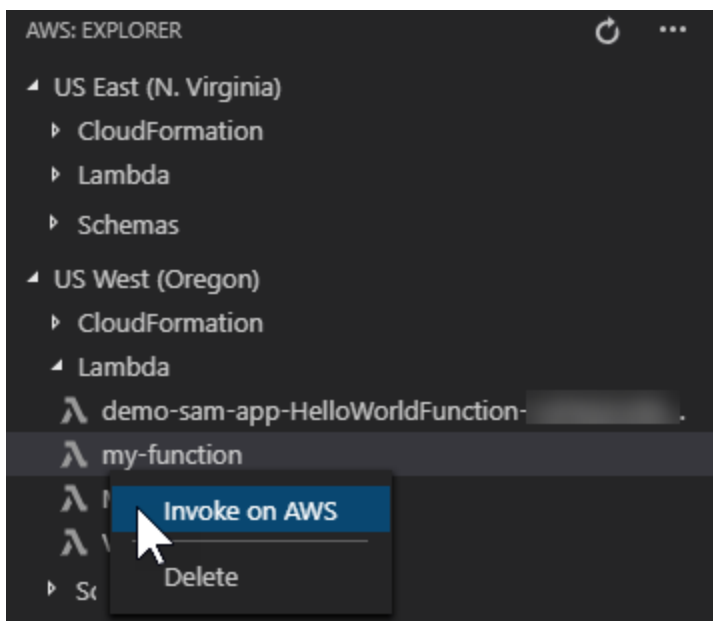 AWS: EXPLORER
US East (N. Virginia)
CloudFormation
Lambda
Schemas
US West (Oregon)
CloudFormation
Lambda
demo-sam-app-HelloWorldFunction-
my-function
Invoke on AWS
Delete